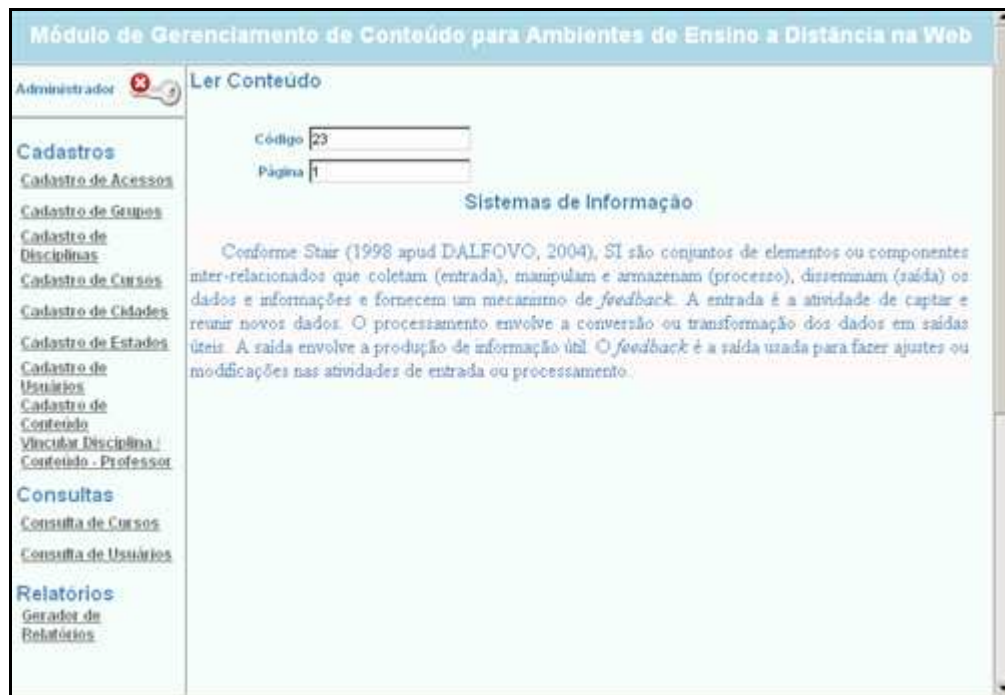 Módulo de Gerenciamento de Conteúdo para Ambientes de Ensino a Distância na Web
Administrador
Cadastros
Cadastro de Acessos
Cadastro de Grupos
Cadastro de
Disciplinas
Cadastro de Cursos
Cadastro de Cidades
Cadastro de Estados
Cadastro de
Usuários
Cadastro de
Conteúdo
Vincular Disciplina /
Conteúdo - Professor
Consultas
Consulta de Cursos
Consulta de Usuários
Relatórios
Gerador de
Relatórios
Ler Conteúdo
Código 23
Página 1
Sistemas de Informação
Conforme Stair (1998 apud DALFOVO, 2004), SI são conjuntos de elementos ou componentes
inter-relacionados que coletam (entrada), manipulam e armazenam (processo), disseminam (saída) os
dados e informações e fornecem um mecanismo de feedback. A entrada é a atividade de captar e
reunir novos dados. O processamento envolve a conversão ou transformação dos dados em saídas
úteis. A saída envolve a produção de informação útil. O feedback é a saída usada para fazer ajustes ou
modificações nas atividades de entrada ou processamento.